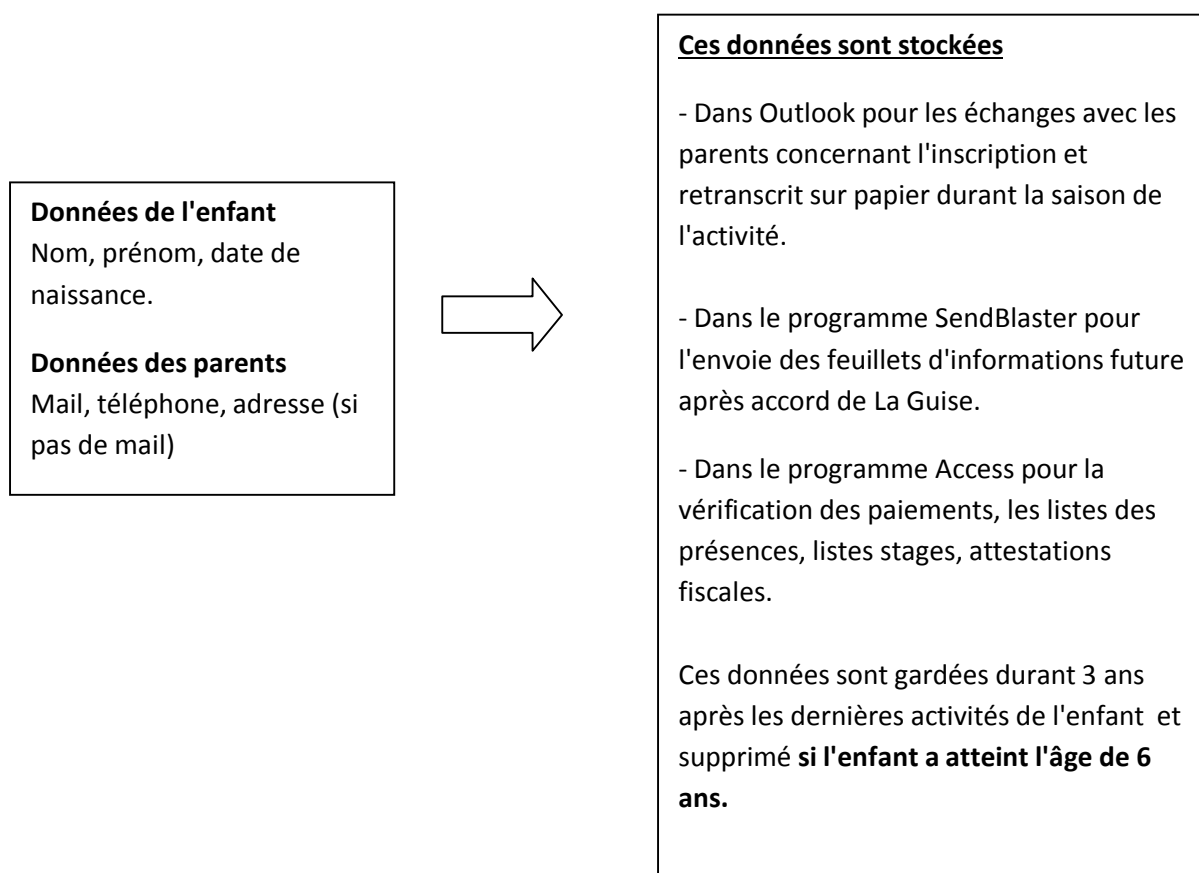 Données de l'enfant
Nom, prénom, date de
naissance.
Données des parents
Mail, téléphone, adresse (si
pas de mail)
Ces données sont stockées
- Dans Outlook pour les échanges avec les
parents concernant l'inscription et
retranscrit sur papier durant la saison de
l'activité.
- Dans le programme SendBlaster pour
l'envoie des feuillets d'informations future
après accord de La Guise.
- Dans le programme Access pour la
vérification des paiements, les listes des
présences, listes stages, attestations
fiscales.
Ces données sont gardées durant 3 ans
après les dernières activités de l'enfant et
supprimé si l'enfant a atteint l'âge de 6
ans.